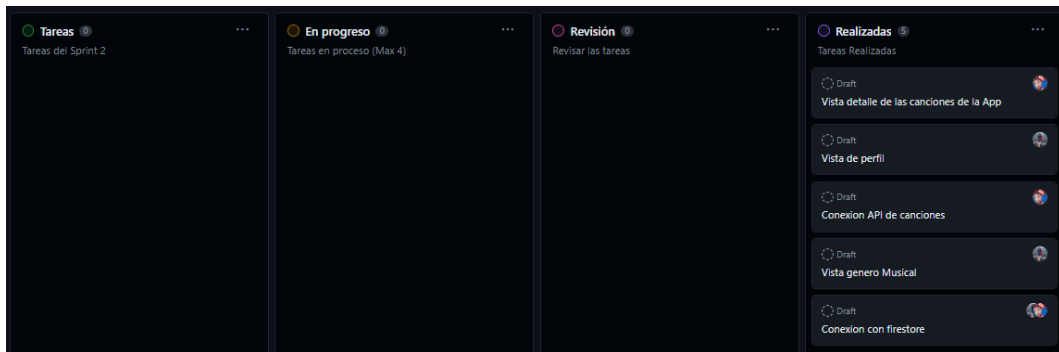 Tareas 0 ...
Tareas del Sprint 2
En progreso 0 ...
Tareas en proceso (Max 4)
Revisión 0 ...
Revisar las tareas
Realizadas 5 ...
Tareas Realizadas
Draft
Vista detalle de las canciones de la App
Draft
Vista de perfil
Draft
Conexion API de canciones
Draft
Vista genero Musical
Draft
Conexion con firestore